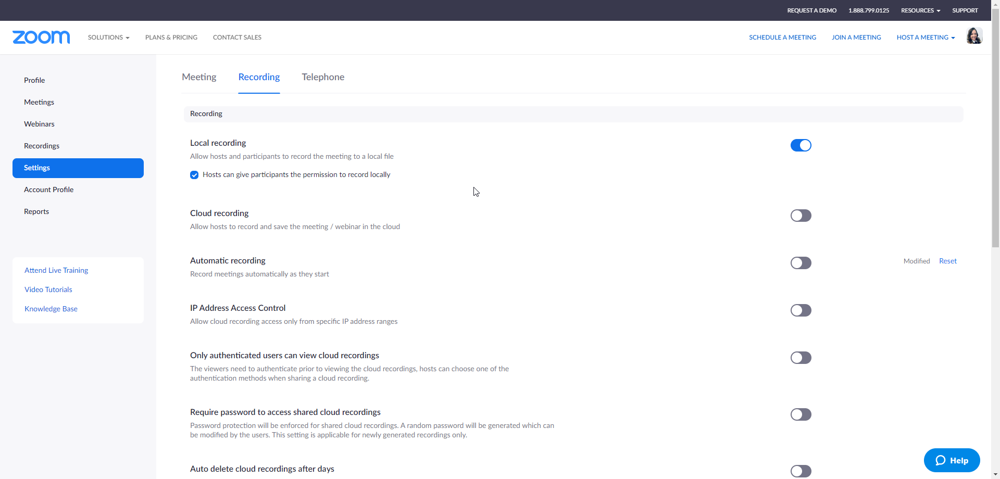 REQUEST A DEMO 1.888.799.0125 RESOURCES SUPPORT
zoom SOLUTIONS PLANS & PRICING CONTACT SALES SCHEDULE A MEETING JOIN A MEETING HOST A MEETING
Profile
Meetings
Webinars
Recordings
Settings
Account Profile
Reports
Attend Live Training
Video Tutorials
Knowledge Base
Meeting Recording Telephone
Recording
Local recording
Allow hosts and participants to record the meeting to a local file
Hosts can give participants the permission to record locally
Cloud recording
Allow hosts to record and save the meeting / webinar in the cloud
Automatic recording
Modified Reset
Record meetings automatically as they start
IP Address Access Control
Allow cloud recording access only from specific IP address ranges
Only authenticated users can view cloud recordings
The viewers need to authenticate prior to viewing the cloud recordings, hosts can choose one of the
authentication methods when sharing a cloud recording.
Require password to access shared cloud recordings
Password protection will be enforced for shared cloud recordings. A random password will be generated which can
be modified by the users. This setting is applicable for newly generated recordings only.
Auto delete cloud recordings after days
Help